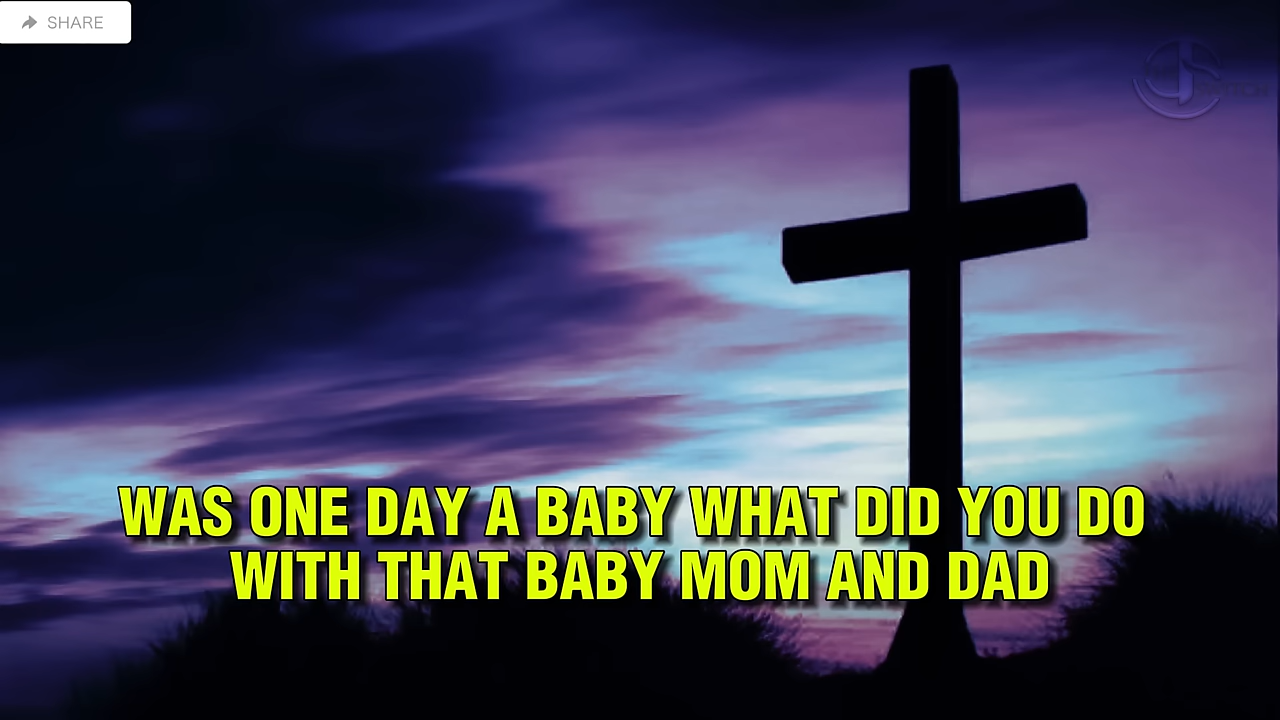 SHARE
WAS ONE DAY A BABY WHAT DID YOU DO
WITH THAT BABY MOM AND DAD